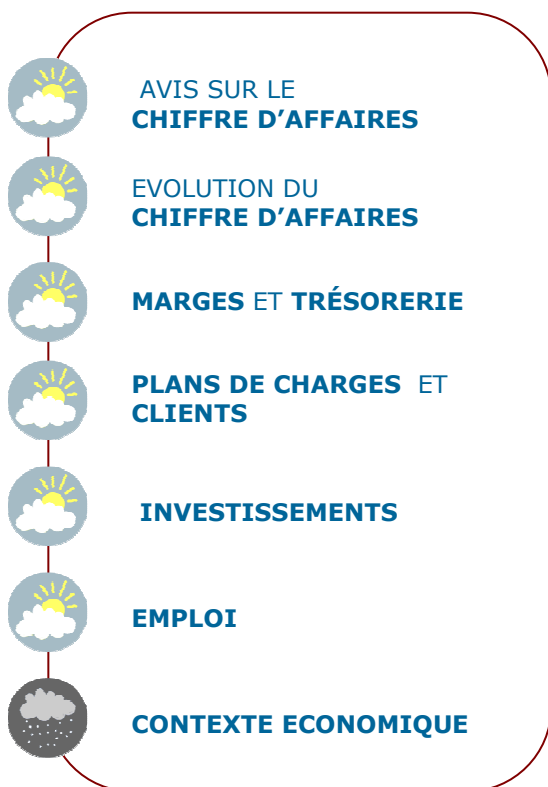 AVIS SUR LE
CHIFFRE D’AFFAIRES
EVOLUTION DU
CHIFFRE D’AFFAIRES
MARGES ET TRÉSORERIE
PLANS DE CHARGES ET
CLIENTS
INVESTISSEMENTS
EMPLOI
CONTEXTE ECONOMIQUE